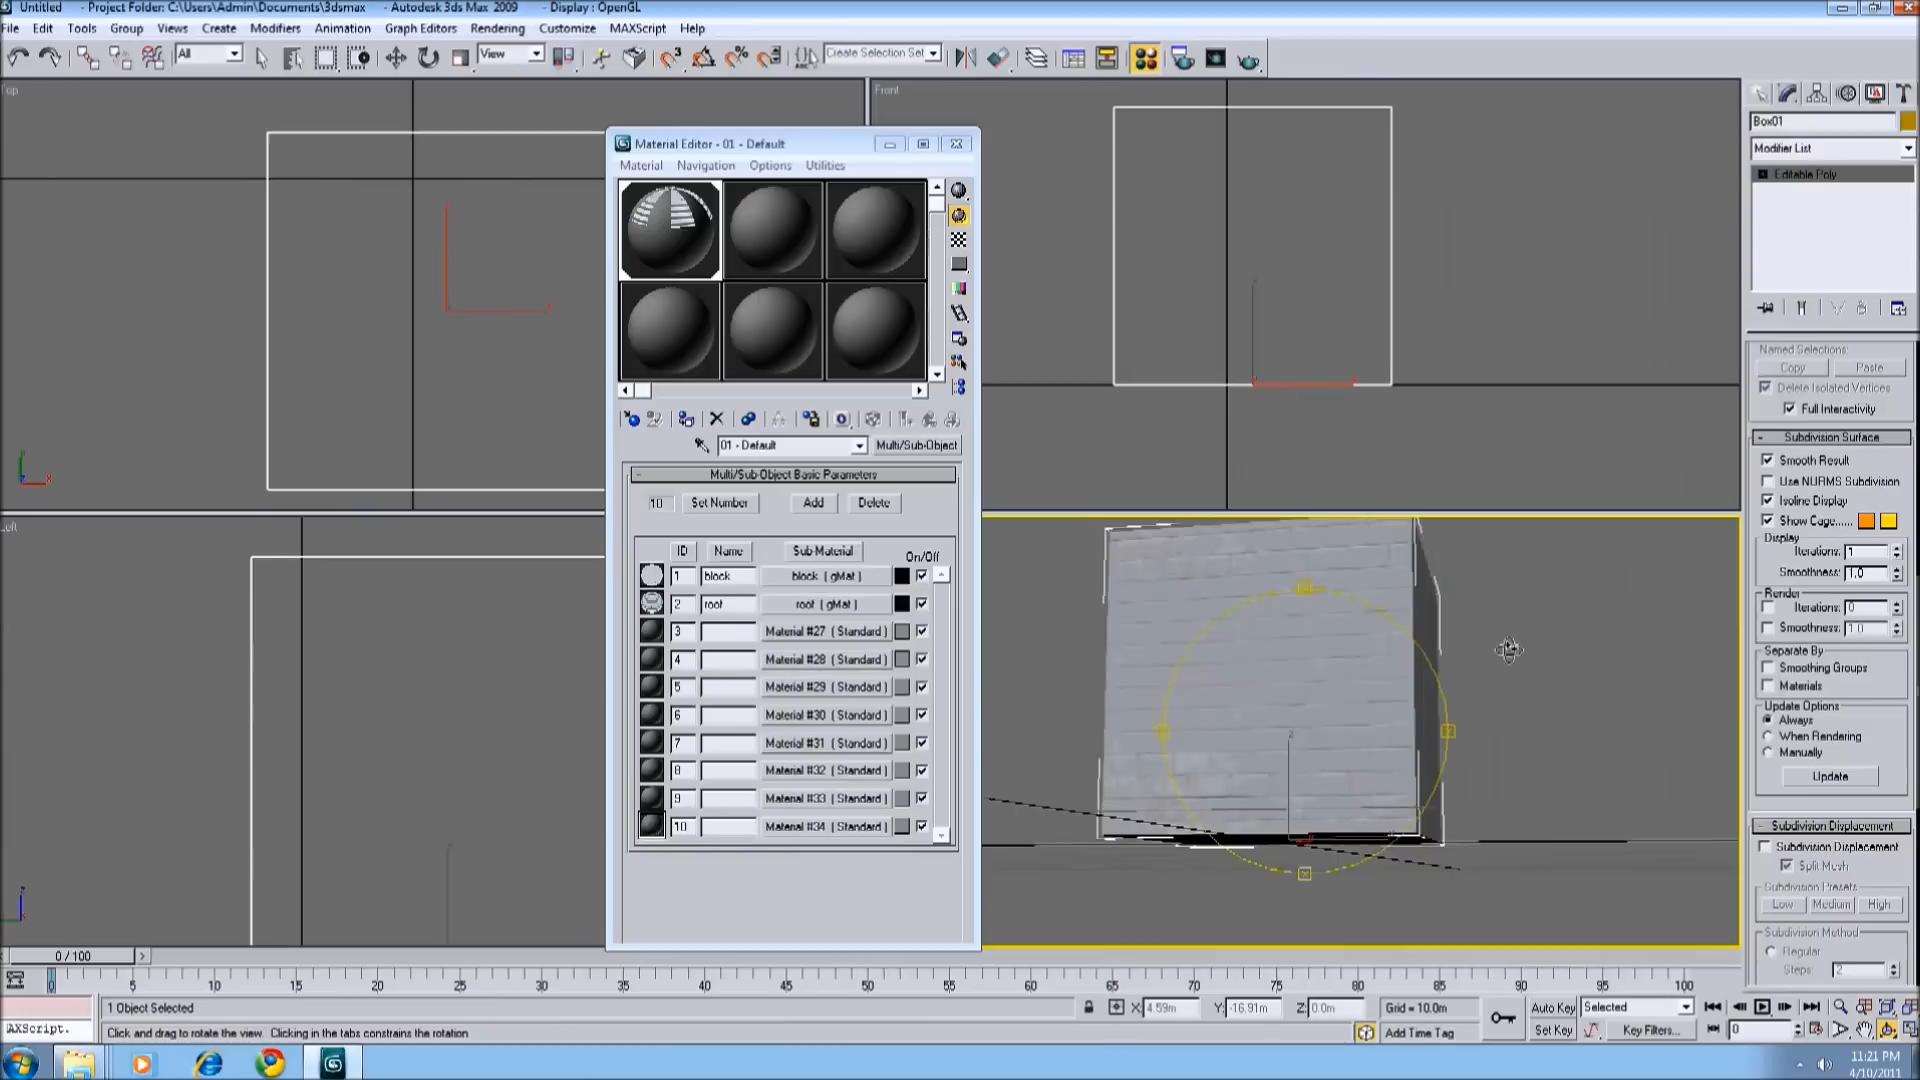 Untitled - Project Folder: C:\Users\Admin\Documents\3dsmax - Autodesk 3ds Max 2009 - Display : OpenGL
File Edit Tools Group Views Create Modifiers Animation Graph Editors Rendering Customize MAXScript Help
All View Create Selection Set
Top
Front
Left
Material Editor - 01 - Default
Material Navigation Options Utilities
01 - Default Multi/Sub-Object
Multi/Sub-Object Basic Parameters
10 Set Number Add Delete
ID Name Sub-Material On/Off
1 block block ( gMat )
2 root root ( gMat )
3 Material #27 ( Standard )
4 Material #28 ( Standard )
5 Material #29 ( Standard )
6 Material #30 ( Standard )
7 Material #31 ( Standard )
8 Material #32 ( Standard )
9 Material #33 ( Standard )
10 Material #34 ( Standard )
Box01
Modifier List
Editable Poly
Named Selections:
Copy Paste
Delete Isolated Vertices
Full Interactivity
Subdivision Surface
Smooth Result
Use NURMS Subdivision
Isoline Display
Show Cage......
Display
Iterations: 1
Smoothness: 1.0
Render
Iterations: 0
Smoothness: 1.0
Separate By
Smoothing Groups
Materials
Update Options
Always
When Rendering
Manually
Update
Subdivision Displacement
Subdivision Displacement
Split Mesh
Subdivision Presets
Low Medium High
Subdivision Method
Regular
Steps: 2
0 / 100
0 5 10 15 20 25 30 35 40 45 50 55 60 65 70 75 80 85 90 95 100
1 Object Selected X: 4.59m Y: -16.91m Z: 0.0m Grid = 10.0m Auto Key Selected
AXScript. Click and drag to rotate the view. Clicking in the tabs constrains the rotation Add Time Tag Set Key Key Filters... 0
11:21 PM
4/10/2011